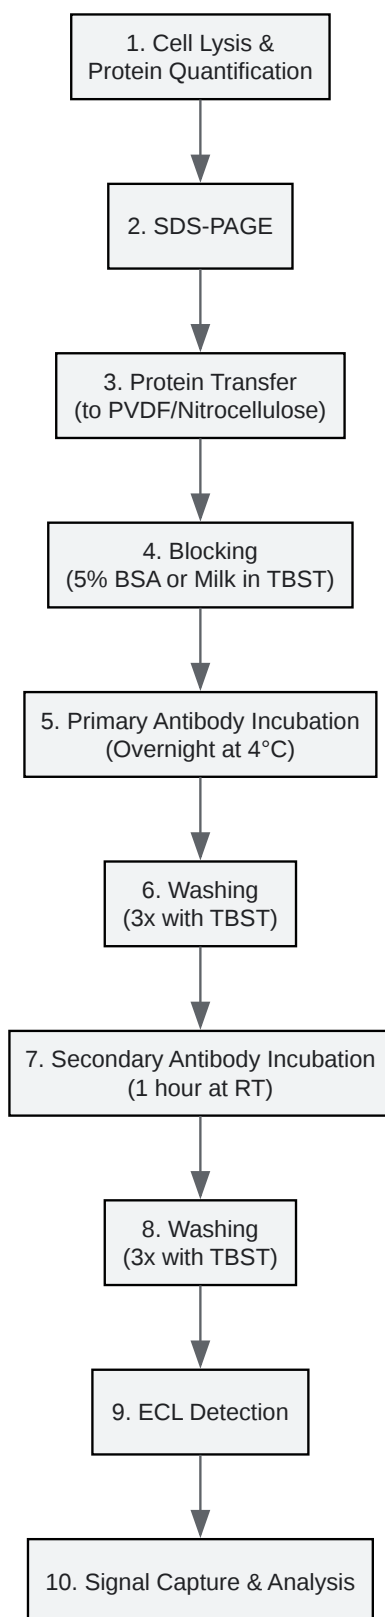 1. Cell Lysis &
Protein Quantification
2. SDS-PAGE
3. Protein Transfer
(to PVDF/Nitrocellulose)
4. Blocking
(5% BSA or Milk in TBST)
5. Primary Antibody Incubation
(Overnight at 4°C)
6. Washing
(3x with TBST)
7. Secondary Antibody Incubation
(1 hour at RT)
8. Washing
(3x with TBST)
9. ECL Detection
10. Signal Capture & Analysis